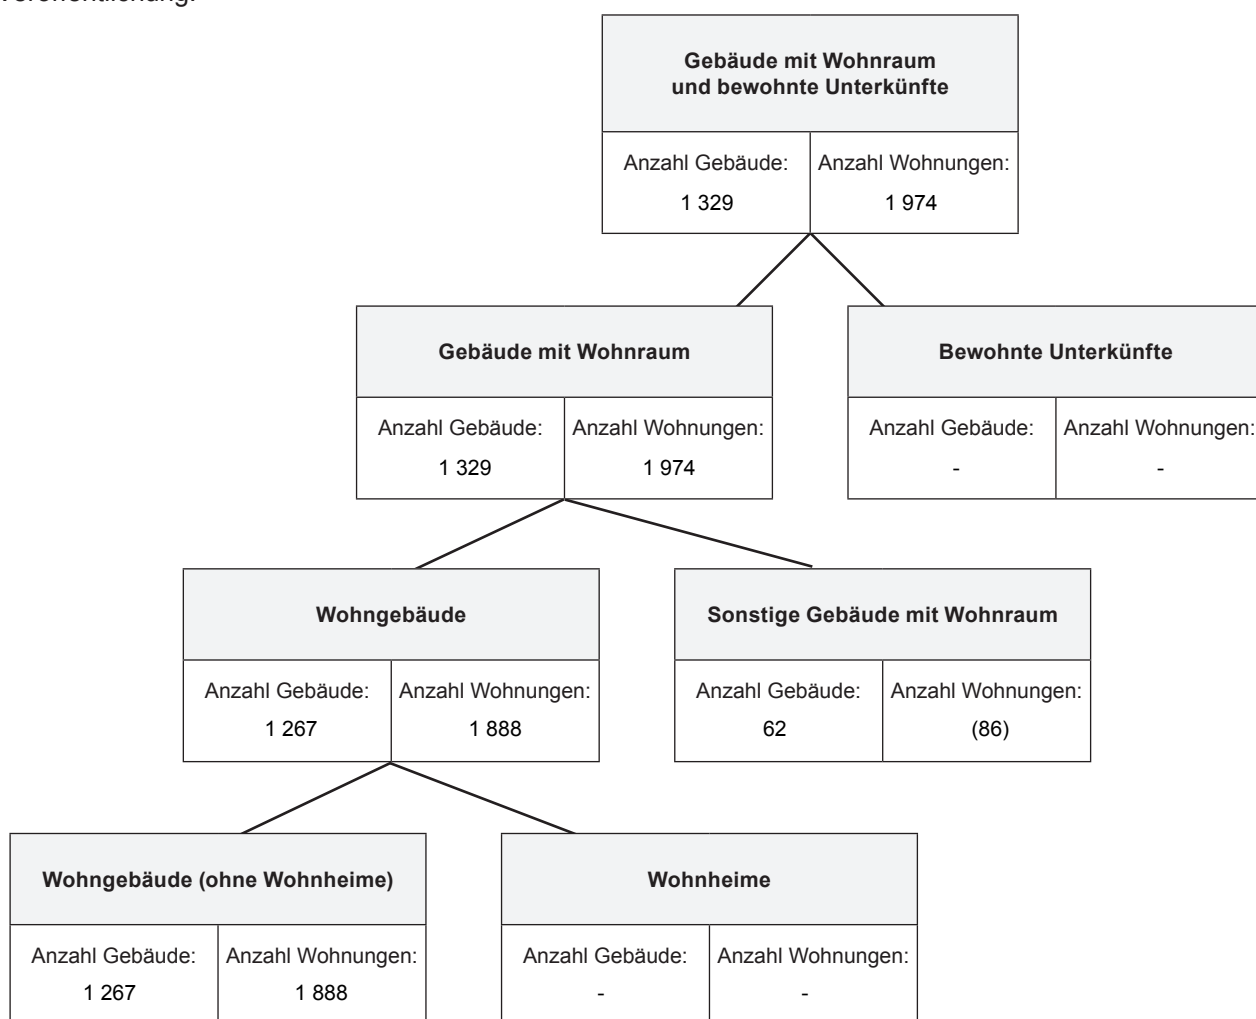 Veröffentlichung.
Gebäude mit Wohnraum
und bewohnte Unterkünfte
Anzahl Gebäude: Anzahl Wohnungen:
1 329 1 974
Gebäude mit Wohnraum Bewohnte Unterkünfte
Anzahl Gebäude: Anzahl Wohnungen: Anzahl Gebäude: Anzahl Wohnungen:
1 329 1 974 - -
Wohngebäude Sonstige Gebäude mit Wohnraum
Anzahl Gebäude: Anzahl Wohnungen: Anzahl Gebäude: Anzahl Wohnungen:
1 267 1 888 62 (86)
Wohngebäude (ohne Wohnheime) Wohnheime
Anzahl Gebäude: Anzahl Wohnungen: Anzahl Gebäude: Anzahl Wohnungen:
1 267 1 888 - -